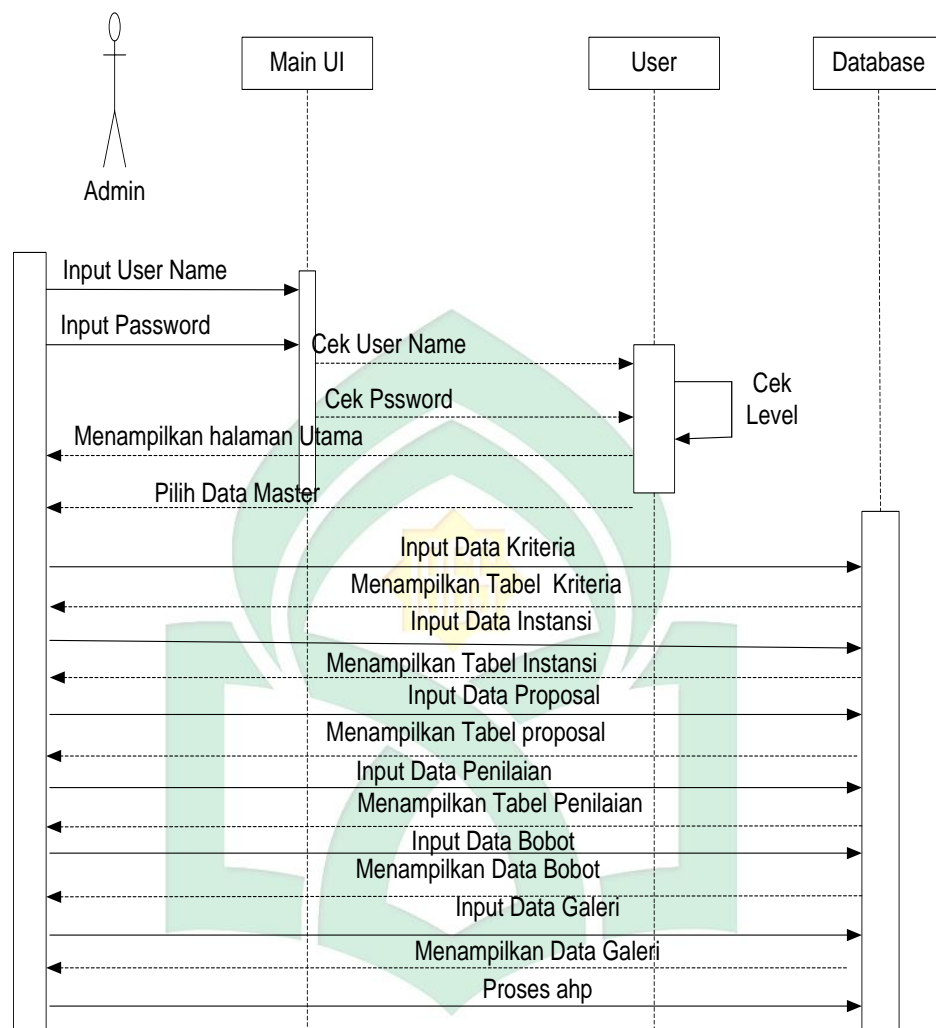 Main UI
User
Database
Admin
Input User Name
Input Password
Cek User Name
Cek
Level
Cek Pssword
Menampilkan halaman Utama
Pilih Data Master
Input Data Kriteria
Menampilkan Tabel  Kriteria
Input Data Instansi
Menampilkan Tabel Instansi
Input Data Proposal
Menampilkan Tabel proposal
Input Data Penilaian
Menampilkan Tabel Penilaian
Input Data Bobot
Menampilkan Data Bobot
Input Data Galeri
Menampilkan Data Galeri
Proses ahp